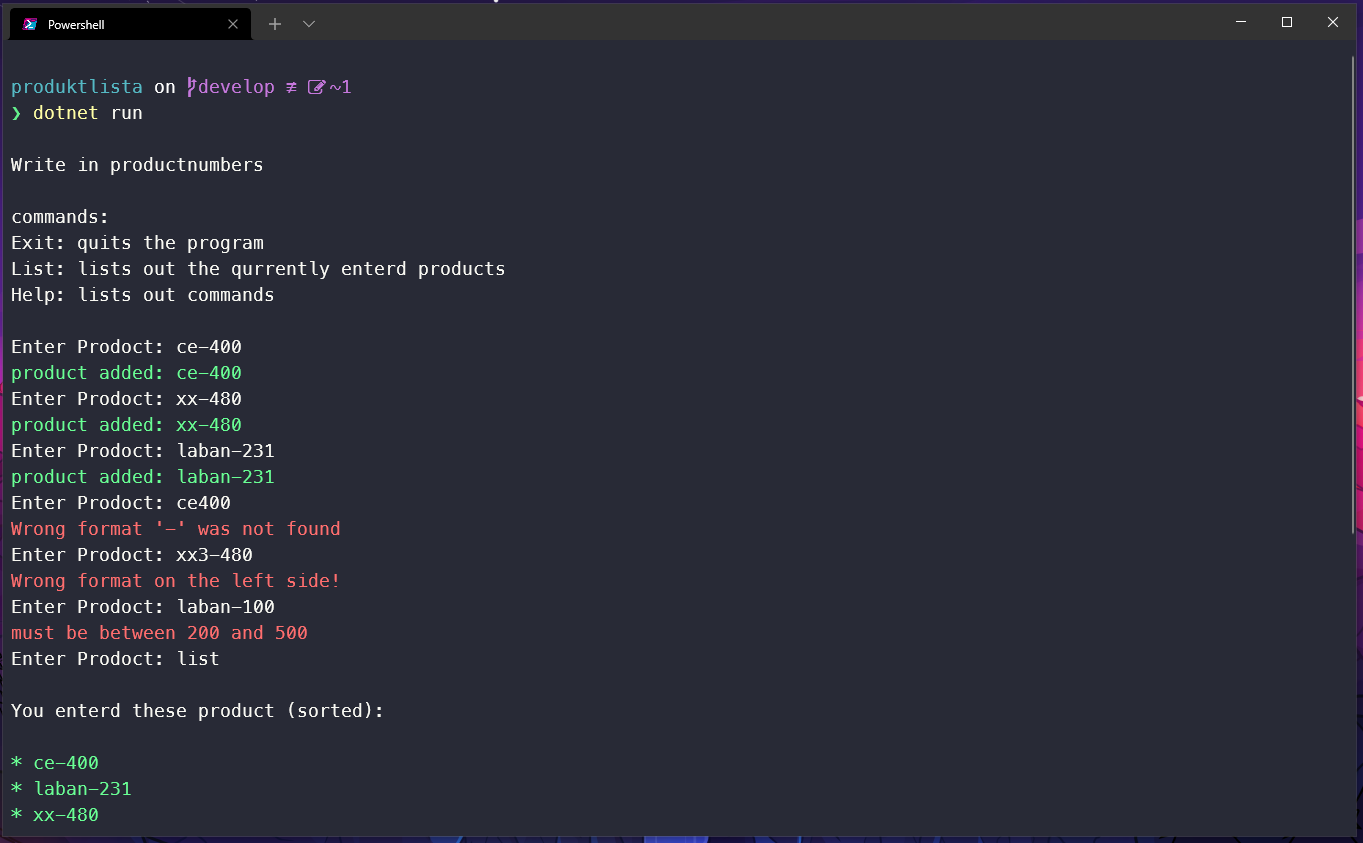 Powershell
produktlista on develop ≢ ~1
❯ dotnet run
Write in productnumbers
commands:
Exit: quits the program
List: lists out the qurrently enterd products
Help: lists out commands
Enter Prodoct: ce-400
product added: ce-400
Enter Prodoct: xx-480
product added: xx-480
Enter Prodoct: laban-231
product added: laban-231
Enter Prodoct: ce400
Wrong format '-' was not found
Enter Prodoct: xx3-480
Wrong format on the left side!
Enter Prodoct: laban-100
must be between 200 and 500
Enter Prodoct: list
You enterd these product (sorted):
* ce-400
* laban-231
* xx-480